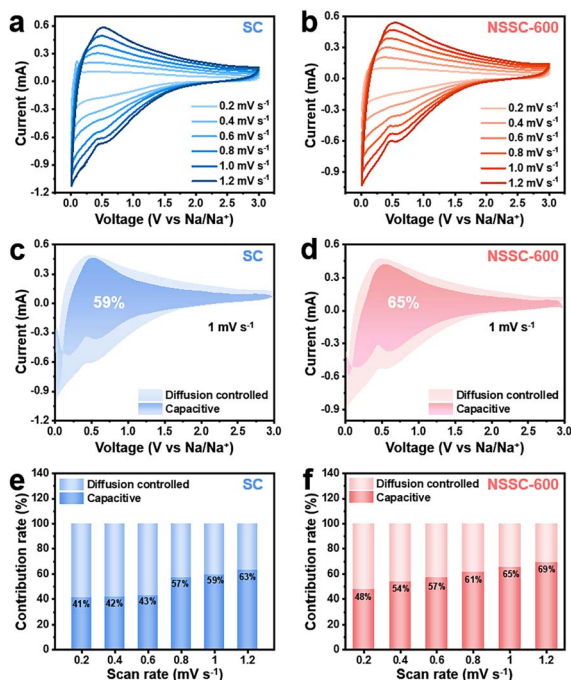 a
SC
0.6
0.3
0.0
-0.3
-0.6
-0.9
-1.2
Current (mA)
0.2 mV s⁻¹
0.4 mV s⁻¹
0.6 mV s⁻¹
0.8 mV s⁻¹
1.0 mV s⁻¹
1.2 mV s⁻¹
0.0 0.5 1.0 1.5 2.0 2.5 3.0
Voltage (V vs Na/Na⁺)
b
NSSC-600
0.6
0.3
0.0
-0.3
-0.6
-0.9
Current (mA)
0.2 mV s⁻¹
0.4 mV s⁻¹
0.6 mV s⁻¹
0.8 mV s⁻¹
1.0 mV s⁻¹
1.2 mV s⁻¹
0.0 0.5 1.0 1.5 2.0 2.5 3.0
Voltage (V vs Na/Na⁺)
c
SC
0.6
0.3
0.0
-0.3
-0.6
-0.9
-1.2
Current (mA)
59%
1 mV s⁻¹
Diffusion controlled
Capacitive
0.0 0.5 1.0 1.5 2.0 2.5 3.0
Voltage (V vs Na/Na⁺)
d
NSSC-600
0.6
0.3
0.0
-0.3
-0.6
-0.9
Current (mA)
65%
1 mV s⁻¹
Diffusion controlled
Capacitive
0.0 0.5 1.0 1.5 2.0 2.5 3.0
Voltage (V vs Na/Na⁺)
e
SC
140
120
100
80
60
40
20
0
Contribution rate (%)
Diffusion controlled
Capacitive
41% 42% 43% 57% 59% 63%
0.2 0.4 0.6 0.8 1 1.2
Scan rate (mV s⁻¹)
f
NSSC-600
140
120
100
80
60
40
20
0
Contribution rate (%)
Diffusion controlled
Capacitive
48% 54% 57% 61% 65% 69%
0.2 0.4 0.6 0.8 1 1.2
Scan rate (mV s⁻¹)